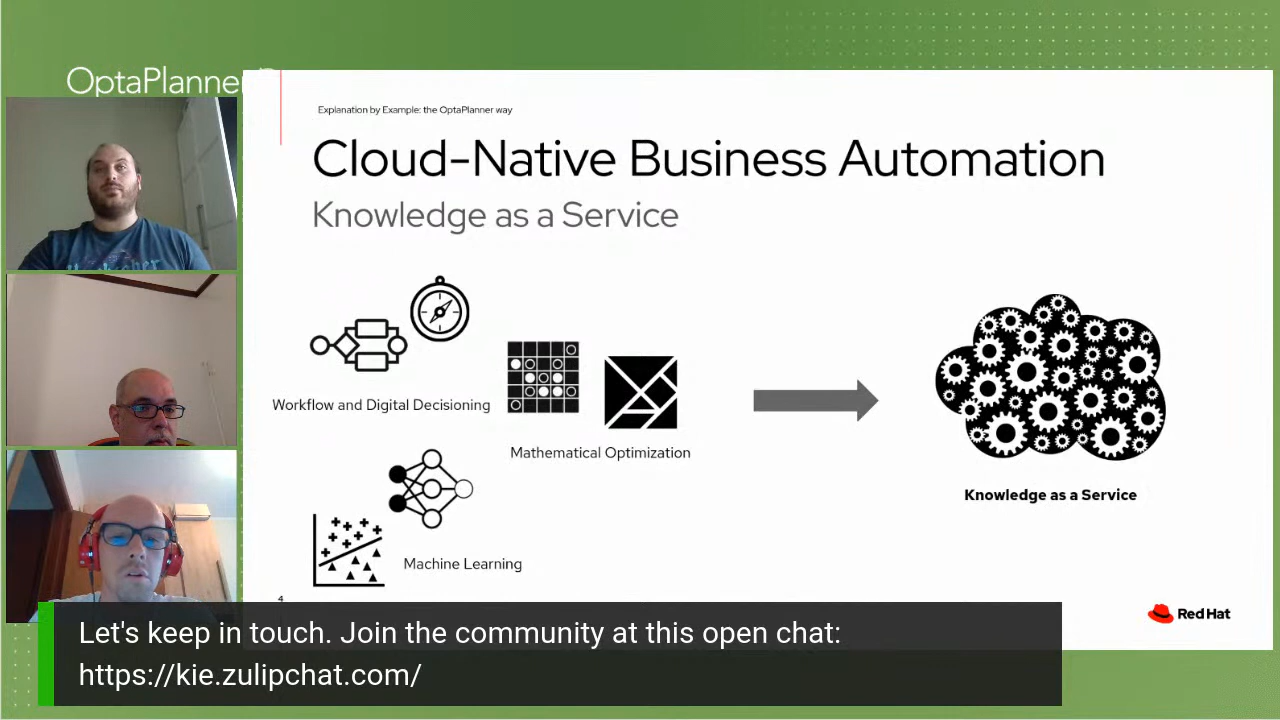 OptaPlanner
Explanation by Example: the OptaPlanner way
Cloud-Native Business Automation
Knowledge as a Service
Workflow and Digital Decisioning
Mathematical Optimization
Machine Learning
Knowledge as a Service
4
Red Hat
Let's keep in touch. Join the community at this open chat:
https://kie.zulipchat.com/